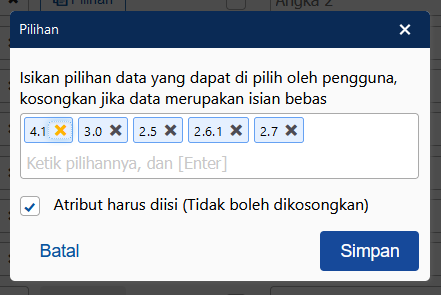 Pilihan
Angka 2
Pilihan
Isikan pilihan data yang dapat di pilih oleh pengguna,
kosongkan jika data merupakan isian bebas
4.1 3.0 2.5 2.6.1 2.7
Ketik pilihannya, dan [Enter]
Atribut harus diisi (Tidak boleh dikosongkan)
Batal Simpan